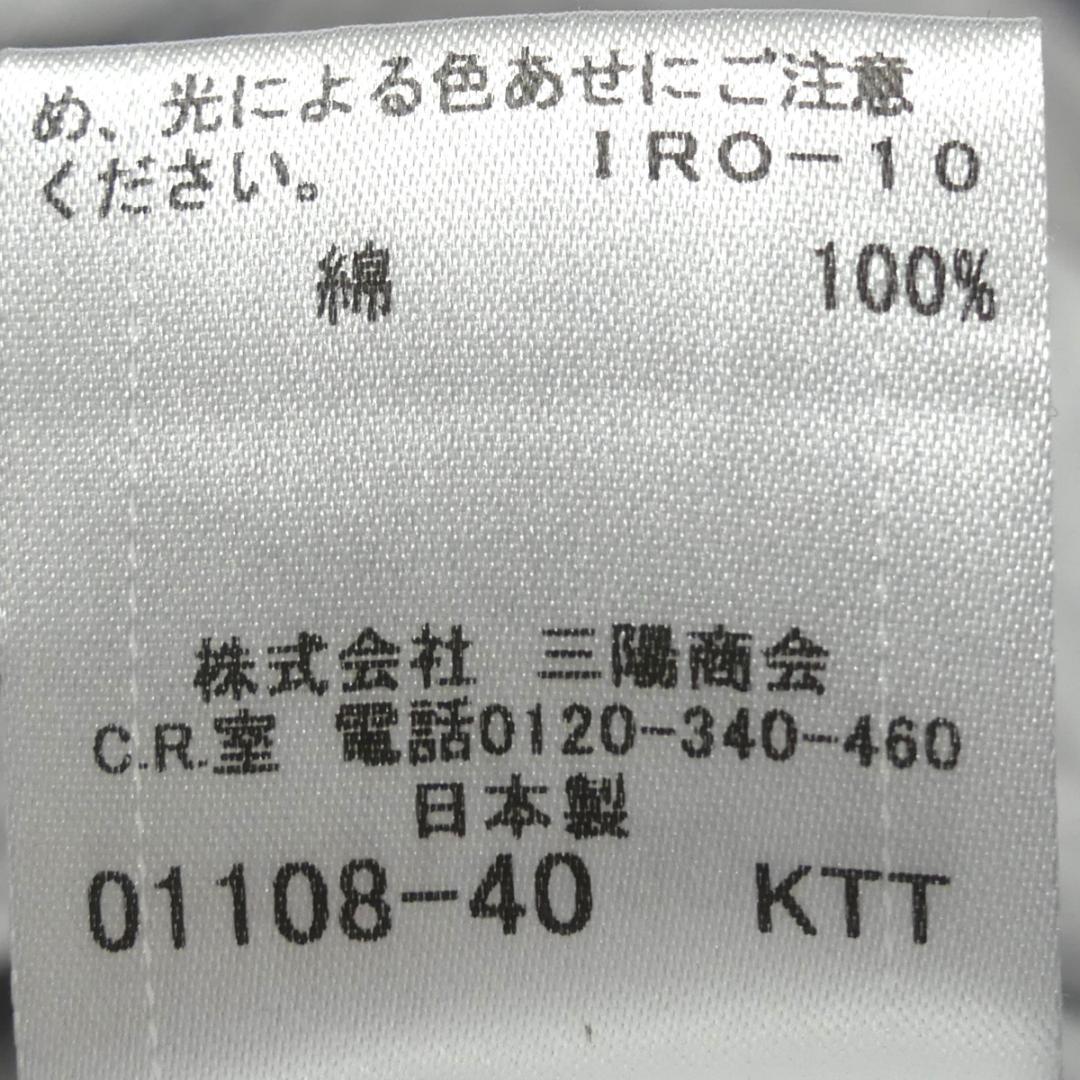 め、光による色あせにご注意
ください。 IRO-10
綿 100%
株式会社 三陽商会
C.R.室 電話0120-340-460
日本製
01108-40 KTT